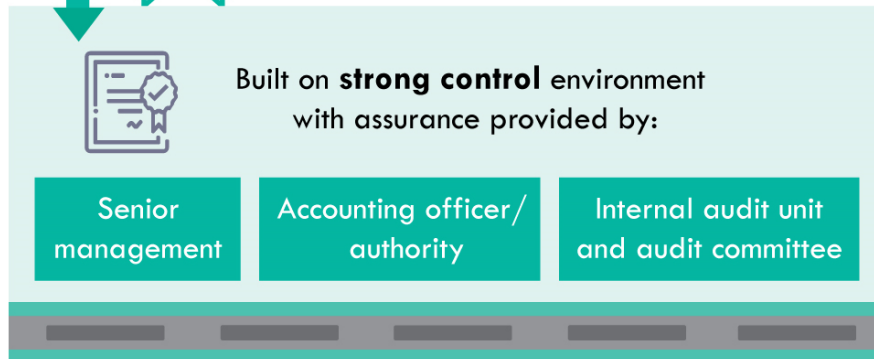 Built on strong control environment
with assurance provided by:
Senior
management
Accounting officer/
authority
Internal audit unit
and audit committee